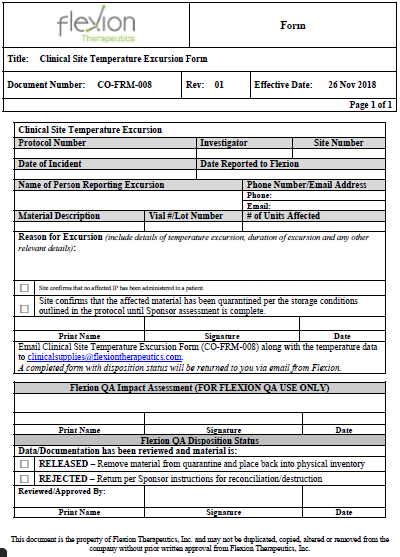 flexion
Therapeutics
Form
Title: Clinical Site Temperature Excursion Form
Document Number: CO-FRM-008 Rev: 01 Effective Date: 26 Nov 2018
Page 1 of 1
Clinical Site Temperature Excursion
Protocol Number Investigator Site Number
Date of Incident Date Reported to Flexion
Name of Person Reporting Excursion Phone Number/Email Address
Phone:
Email:
Material Description Vial #/Lot Number # of Units Affected
Reason for Excursion (include details of temperature excursion, duration of excursion and any other
relevant details):
Site confirms that no affected IP has been administered to a patient.
Site confirms that the affected material has been quarantined per the storage conditions
outlined in the protocol until Sponsor assessment is complete.
Print Name Signature Date
Email Clinical Site Temperature Excursion Form (CO-FRM-008) along with the temperature data
to clinicalsupplies@flexiontherapeutics.com.
A completed form with disposition status will be returned to you via email from Flexion.
Flexion QA Impact Assessment (FOR FLEXION QA USE ONLY)
Print Name Signature Date
Flexion QA Disposition Status
Data/Documentation has been reviewed and material is:
RELEASED – Remove material from quarantine and place back into physical inventory
REJECTED – Return per Sponsor instructions for reconciliation/destruction
Reviewed/Approved By:
Print Name Signature Date
This document is the property of Flexion Therapeutics, Inc. and may not be duplicated, copied, altered or removed from the
company without prior written approval from Flexion Therapeutics, Inc.